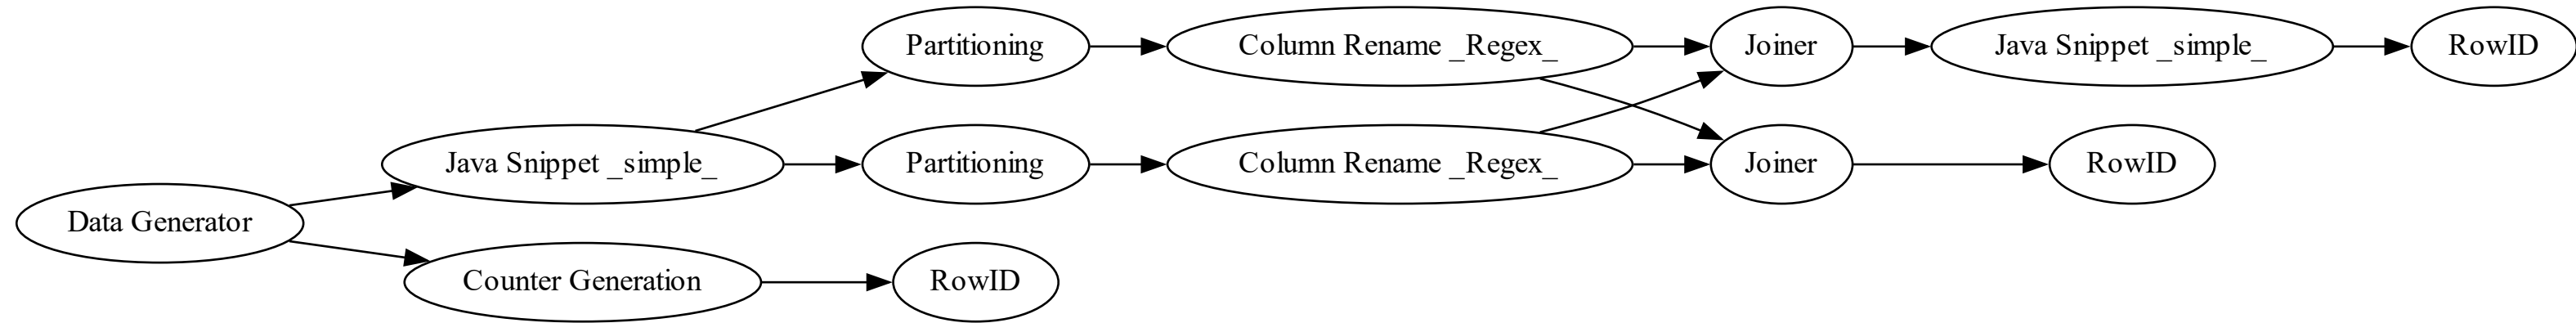 Partitioning
Column Rename _Regex_
Joiner
Java Snippet _simple_
RowID
Java Snippet _simple_
Partitioning
Column Rename _Regex_
Joiner
RowID
Data Generator
Counter Generation
RowID